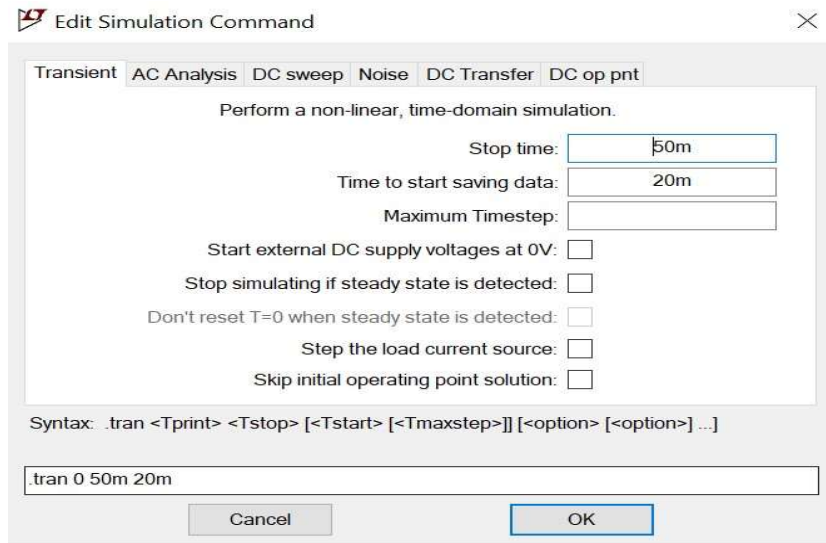 Edit Simulation Command
Transient AC Analysis DC sweep Noise DC Transfer DC op pnt
Perform a non-linear, time-domain simulation.
Stop time: 50m
Time to start saving data: 20m
Maximum Timestep:
Start external DC supply voltages at 0V:
Stop simulating if steady state is detected:
Don't reset T=0 when steady state is detected:
Step the load current source:
Skip initial operating point solution:
Syntax: .tran <Tprint> <Tstop> [<Tstart> [<Tmaxstep>]] [<option> [<option>] ...]
.tran 0 50m 20m
Cancel OK